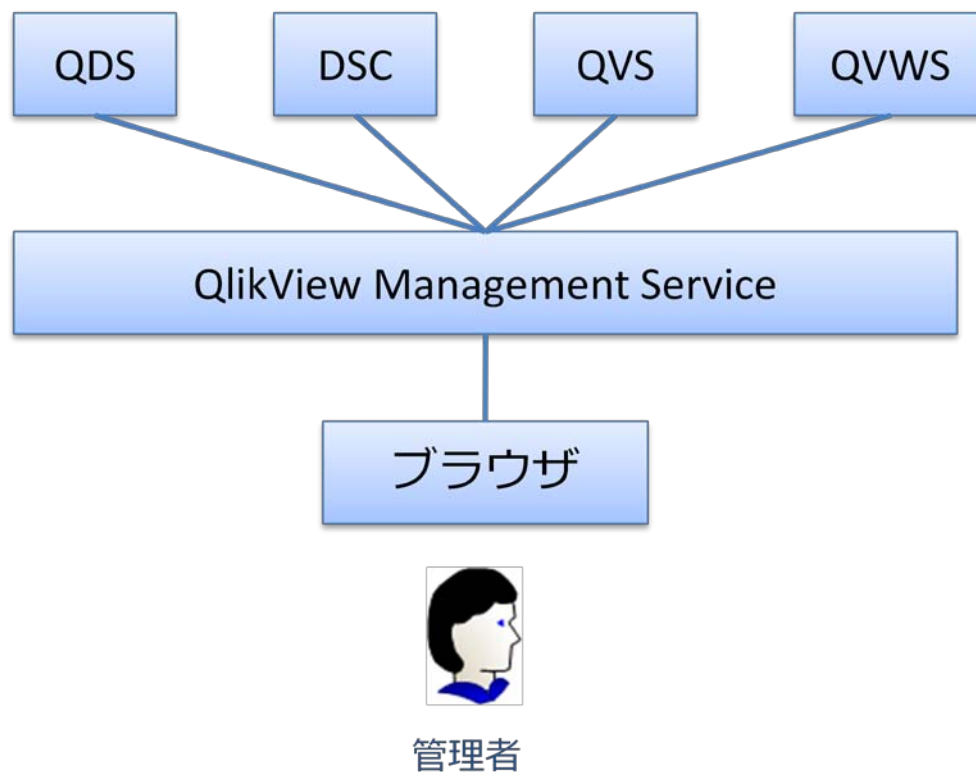 QDS
DSC
QVS
QVWS
QlikView Management Service
ブラウザ
管理者